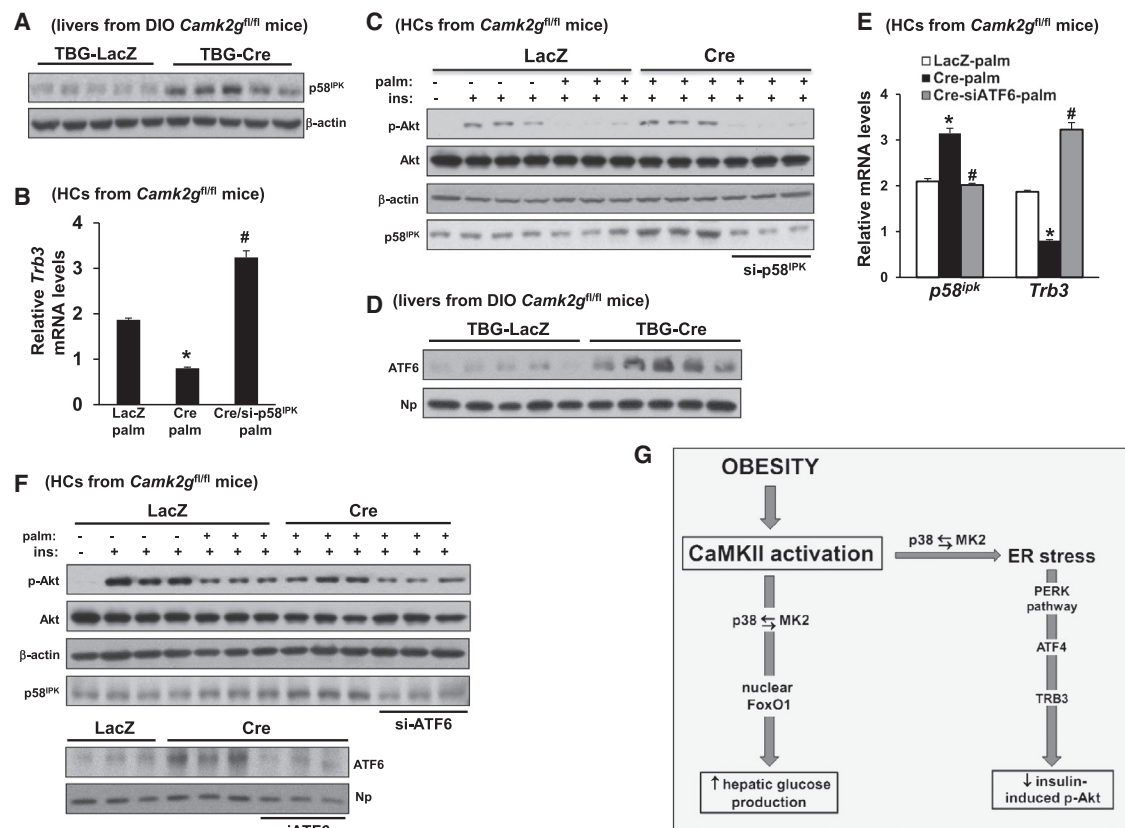 A (livers from DIO Camk2gfl/fl mice)
TBG-LacZ TBG-Cre
p58IPK
β-actin
B (HCs from Camk2gfl/fl mice)
Relative Trb3
mRNA levels
4
3
2
1
0
*
#
LacZ Cre Cre/si-p58IPK
palm palm palm
C (HCs from Camk2gfl/fl mice)
LacZ Cre
palm: - - - - + + + + + + + + +
ins: - + + + + + + + + + + + +
p-Akt
Akt
β-actin
p58IPK
si-p58IPK
D (livers from DIO Camk2gfl/fl mice)
TBG-LacZ TBG-Cre
ATF6
Np
E (HCs from Camk2gfl/fl mice)
LacZ-palm
Cre-palm
Cre-siATF6-palm
Relative mRNA levels
4
3
2
1
0
* # * #
p58ipk Trb3
F (HCs from Camk2gfl/fl mice)
LacZ Cre
palm: - - - - + + + + + + + + +
ins: - + + + + + + + + + + + +
p-Akt
Akt
β-actin
p58IPK
si-ATF6
LacZ Cre
ATF6
Np
G
OBESITY
CaMKII activation
p38 ⇆ MK2
ER stress
PERK
pathway
ATF4
TRB3
↓ insulin-
induced p-Akt
p38 ⇆ MK2
nuclear
FoxO1
↑ hepatic glucose
production